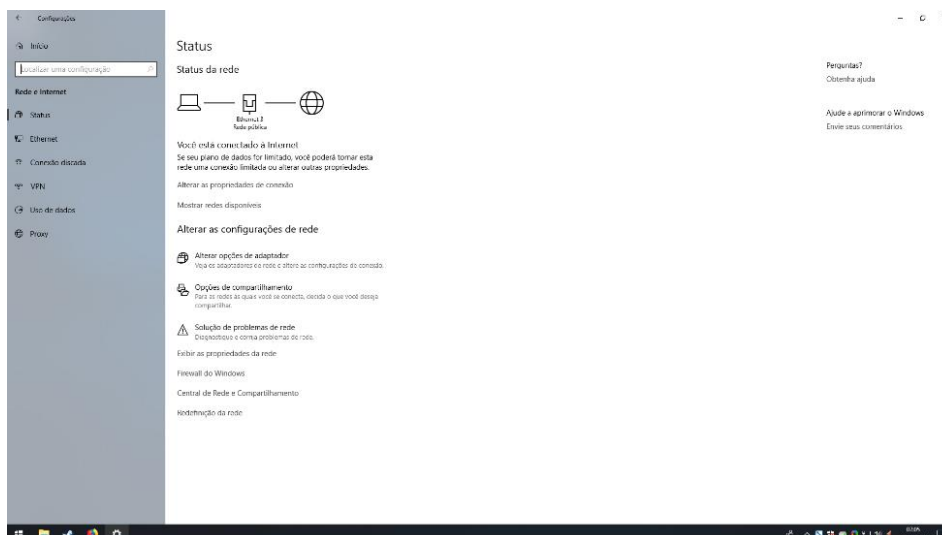 Configurações
Início
Localizar uma configuração
Rede e Internet
Status
Ethernet
Conexão discada
VPN
Uso de dados
Proxy
Status
Status da rede
Ethernet 2
Rede pública
Você está conectado à Internet
Se seu plano de dados for limitado, você poderá tornar esta
rede uma conexão limitada ou alterar outras propriedades.
Alterar as propriedades de conexão
Mostrar redes disponíveis
Alterar as configurações de rede
Alterar opções de adaptador
Veja os adaptadores de rede e altere as configurações de conexão.
Opções de compartilhamento
Para as redes às quais você se conecta, decida o que você deseja
compartilhar.
Solução de problemas de rede
Diagnostique e corrija problemas de rede.
Exibir as propriedades da rede
Firewall do Windows
Central de Rede e Compartilhamento
Redefinição da rede
Perguntas?
Obtenha ajuda
Ajude a aprimorar o Windows
Envie seus comentários